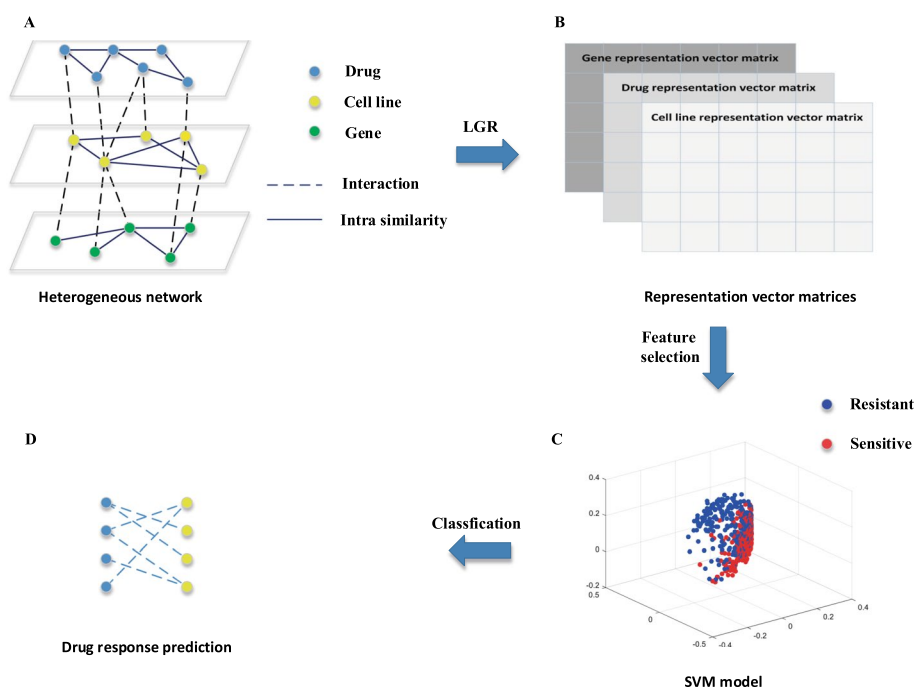 A
Drug
Cell line
Gene
Interaction
Intra similarity
Heterogeneous network
LGR
B
Gene representation vector matrix
Drug representation vector matrix
Cell line representation vector matrix
Representation vector matrices
Feature
selection
Resistant
Sensitive
C
0.4
0.2
0
-0.2
0.5
0
-0.5
-0.4
-0.2
0
0.2
0.4
SVM model
Classfication
D
Drug response prediction